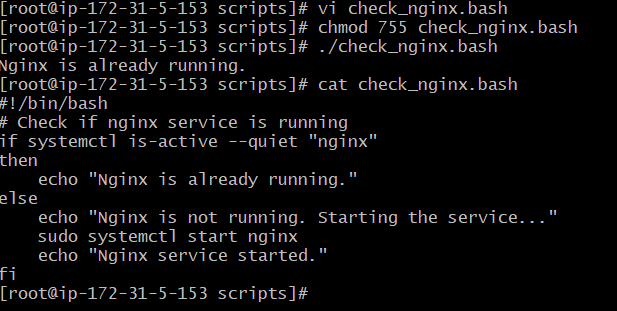 [root@ip-172-31-5-153 scripts]# vi check_nginx.bash
[root@ip-172-31-5-153 scripts]# chmod 755 check_nginx.bash
[root@ip-172-31-5-153 scripts]# ./check_nginx.bash
Nginx is already running.
[root@ip-172-31-5-153 scripts]# cat check_nginx.bash
#!/bin/bash
# Check if nginx service is running
if systemctl is-active --quiet "nginx"
then
    echo "Nginx is already running."
else
    echo "Nginx is not running. Starting the service..."
    sudo systemctl start nginx
    echo "Nginx service started."
fi
[root@ip-172-31-5-153 scripts]#